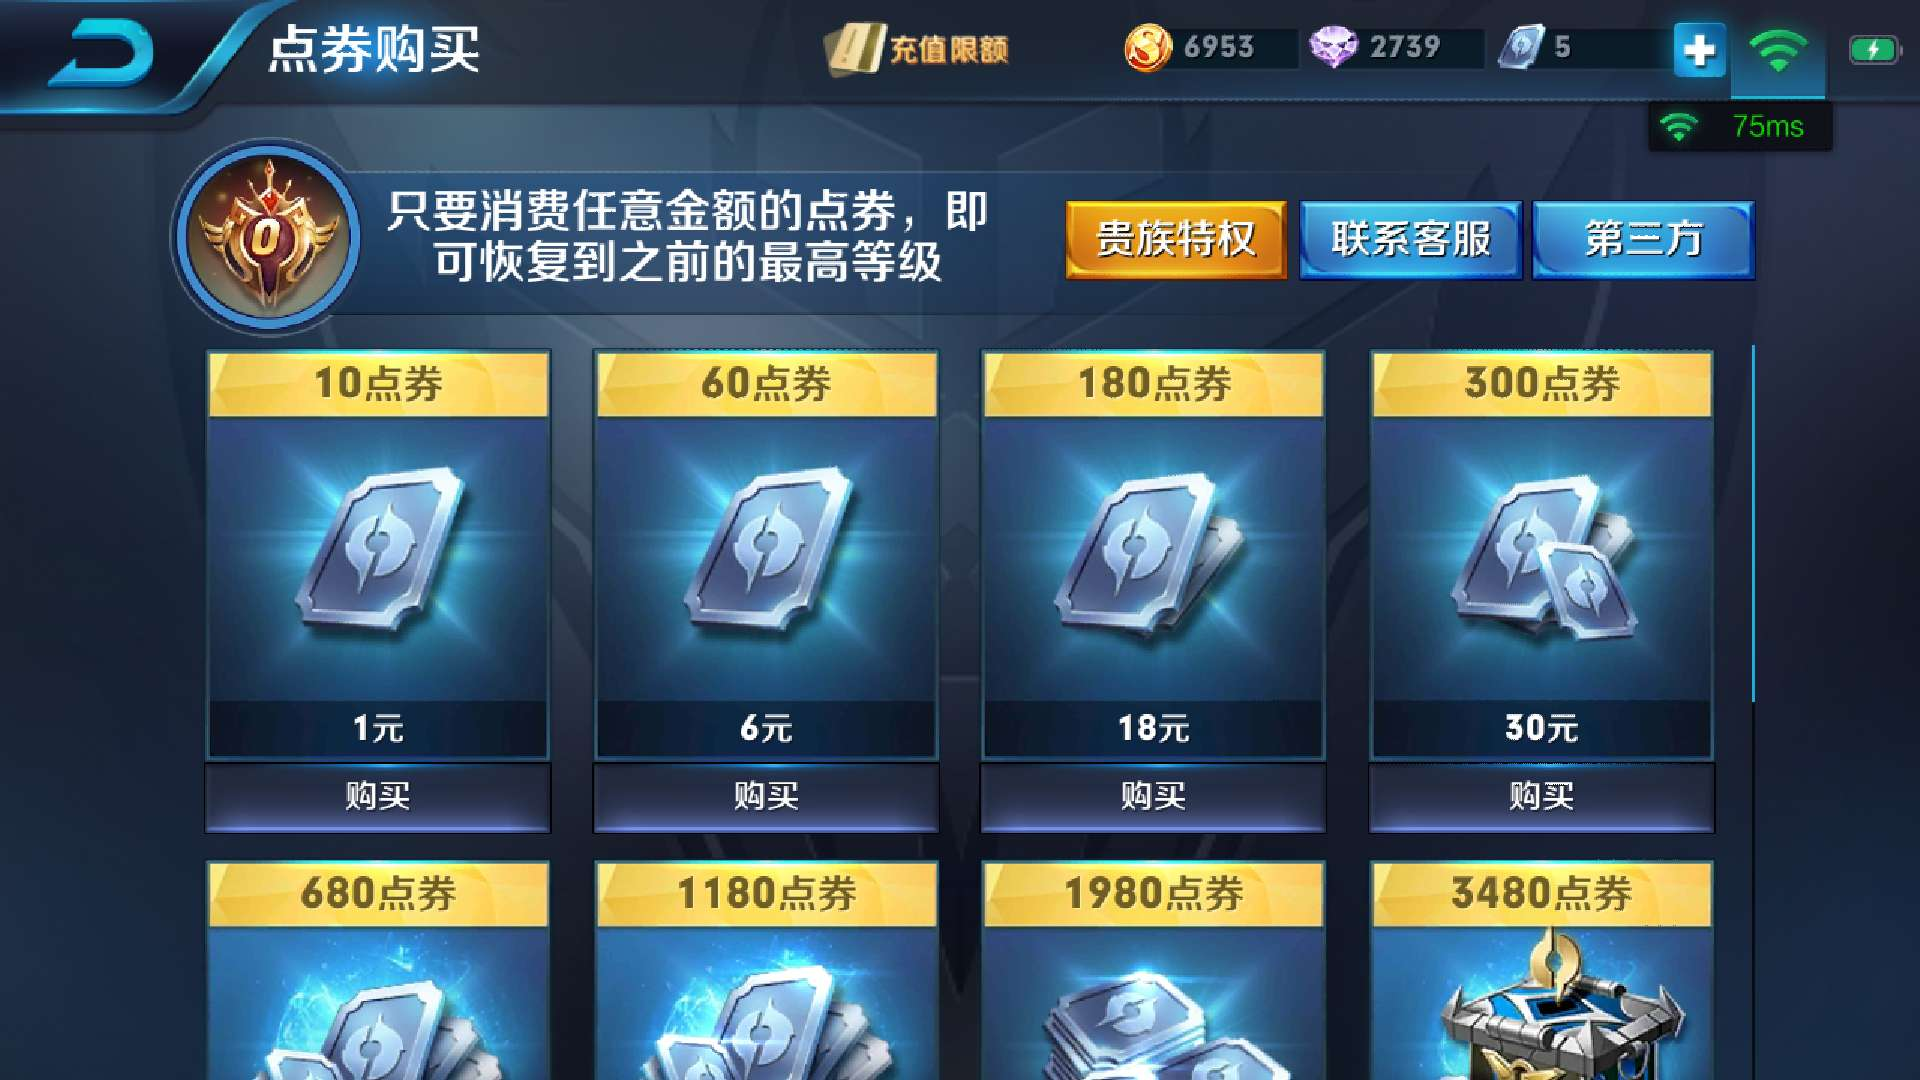 点券购买
充值限额
6953
2739
5
75ms
0
只要消费任意金额的点券，即
可恢复到之前的最高等级
贵族特权
联系客服
第三方
10点券
60点券
180点券
300点券
1元
6元
18元
30元
购买
购买
购买
购买
680点券
1180点券
1980点券
3480点券